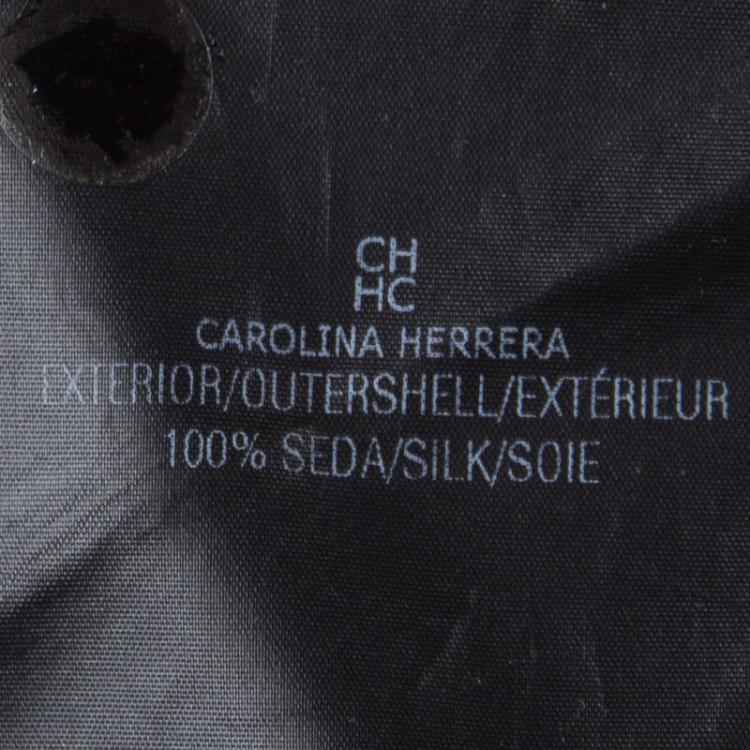 CH
HC
CAROLINA HERRERA
EXTERIOR/OUTERSHELL/EXTÉRIEUR
100% SEDA/SILK/SOIE